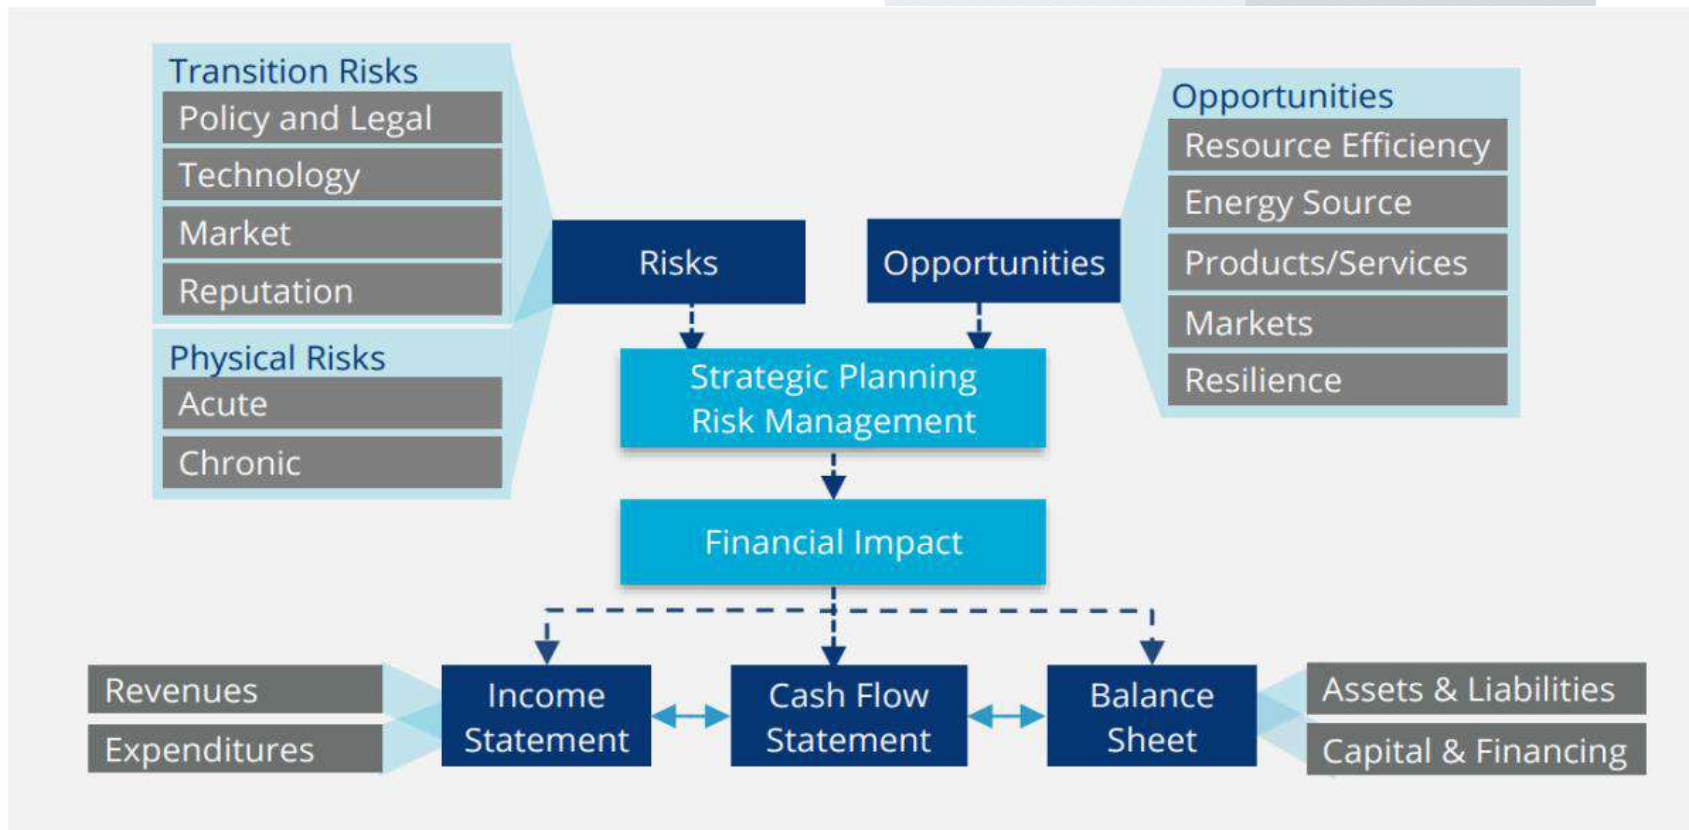 Transition Risks
Policy and Legal
Technology
Market
Reputation
Physical Risks
Acute
Chronic
Risks
Opportunities
Opportunities
Resource Efficiency
Energy Source
Products/Services
Markets
Resilience
Strategic Planning
Risk Management
Financial Impact
Revenues
Expenditures
Income
Statement
Cash Flow
Statement
Balance
Sheet
Assets & Liabilities
Capital & Financing